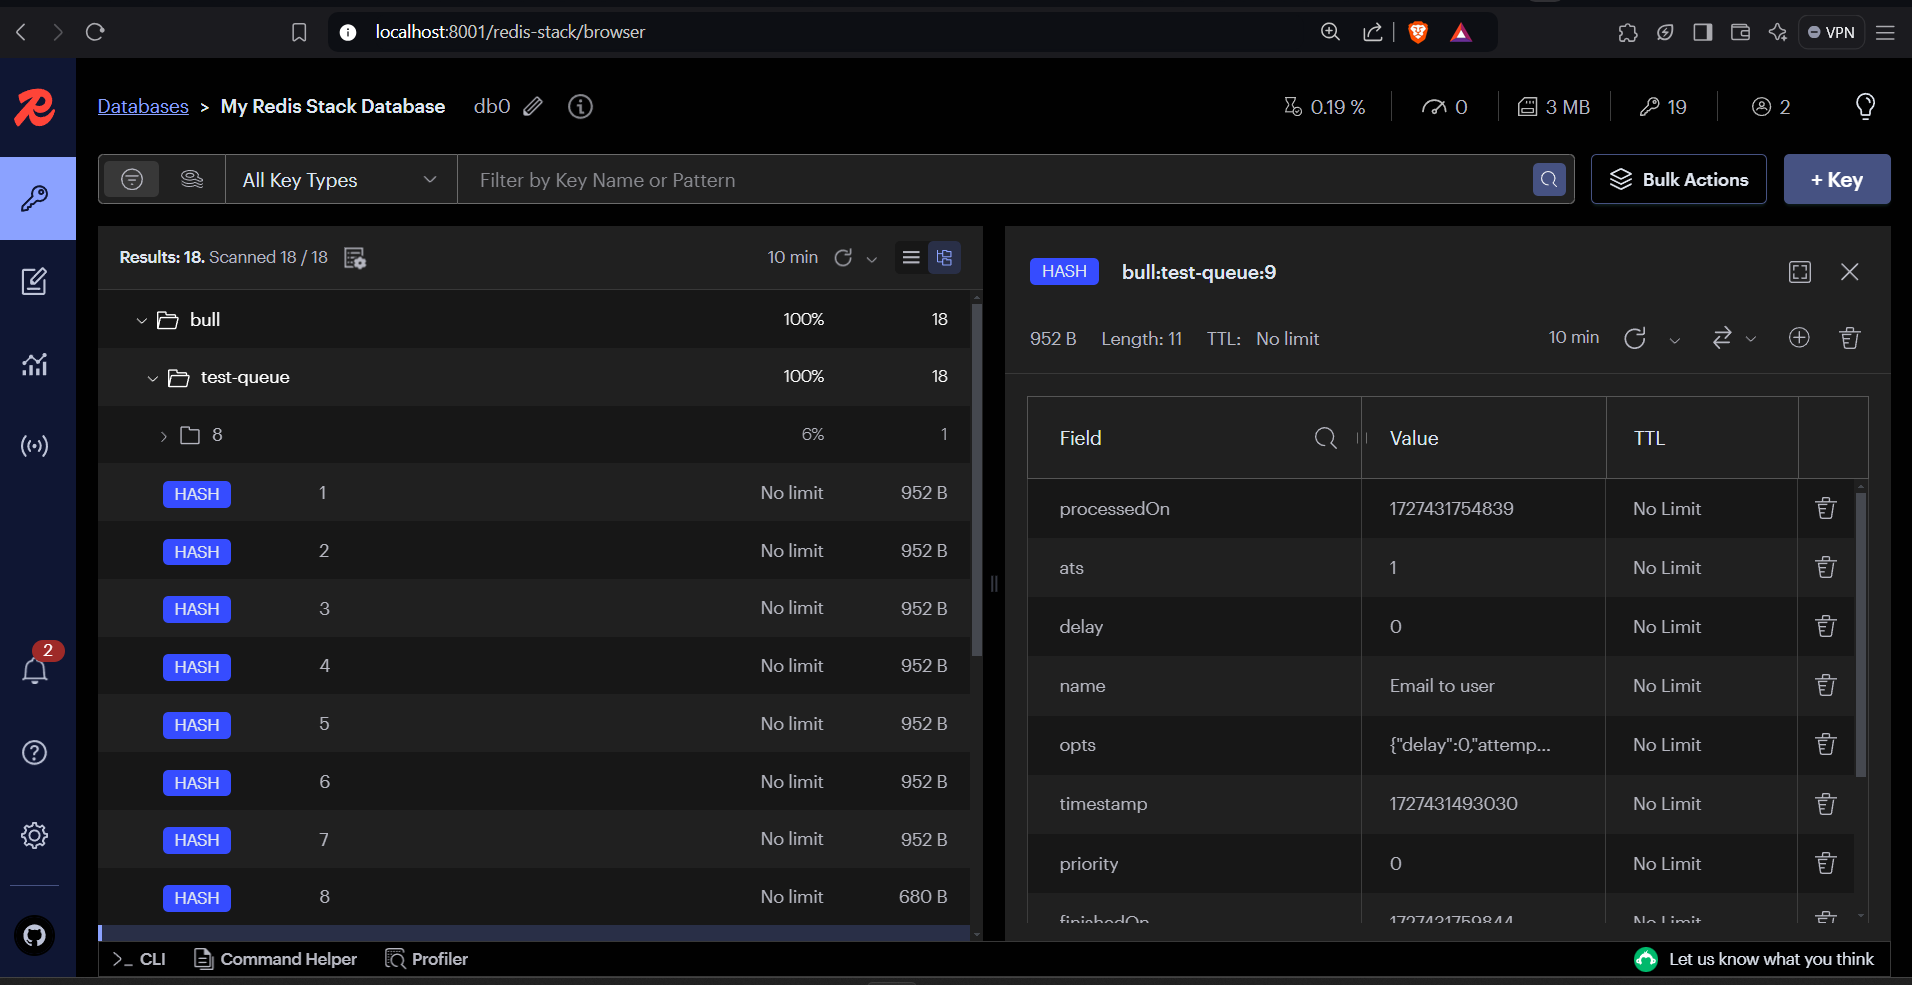 localhost:8001/redis-stack/browser
VPN
Databases > My Redis Stack Database db0
0.19 % 0 3 MB 19 2
All Key Types Filter by Key Name or Pattern Bulk Actions + Key
Results: 18. Scanned 18 / 18 10 min
bull 100% 18
test-queue 100% 18
8 6% 1
HASH 1 No limit 952 B
HASH 2 No limit 952 B
HASH 3 No limit 952 B
HASH 4 No limit 952 B
HASH 5 No limit 952 B
HASH 6 No limit 952 B
HASH 7 No limit 952 B
HASH 8 No limit 680 B
HASH bull:test-queue:9
952 B Length: 11 TTL: No limit 10 min
Field Value TTL
processedOn 1727431754839 No Limit
ats 1 No Limit
delay 0 No Limit
name Email to user No Limit
opts {"delay":0,"attemp... No Limit
timestamp 1727431493030 No Limit
priority 0 No Limit
finishedOn 1727431759844 No Limit
2
>_ CLI Command Helper Profiler Let us know what you think